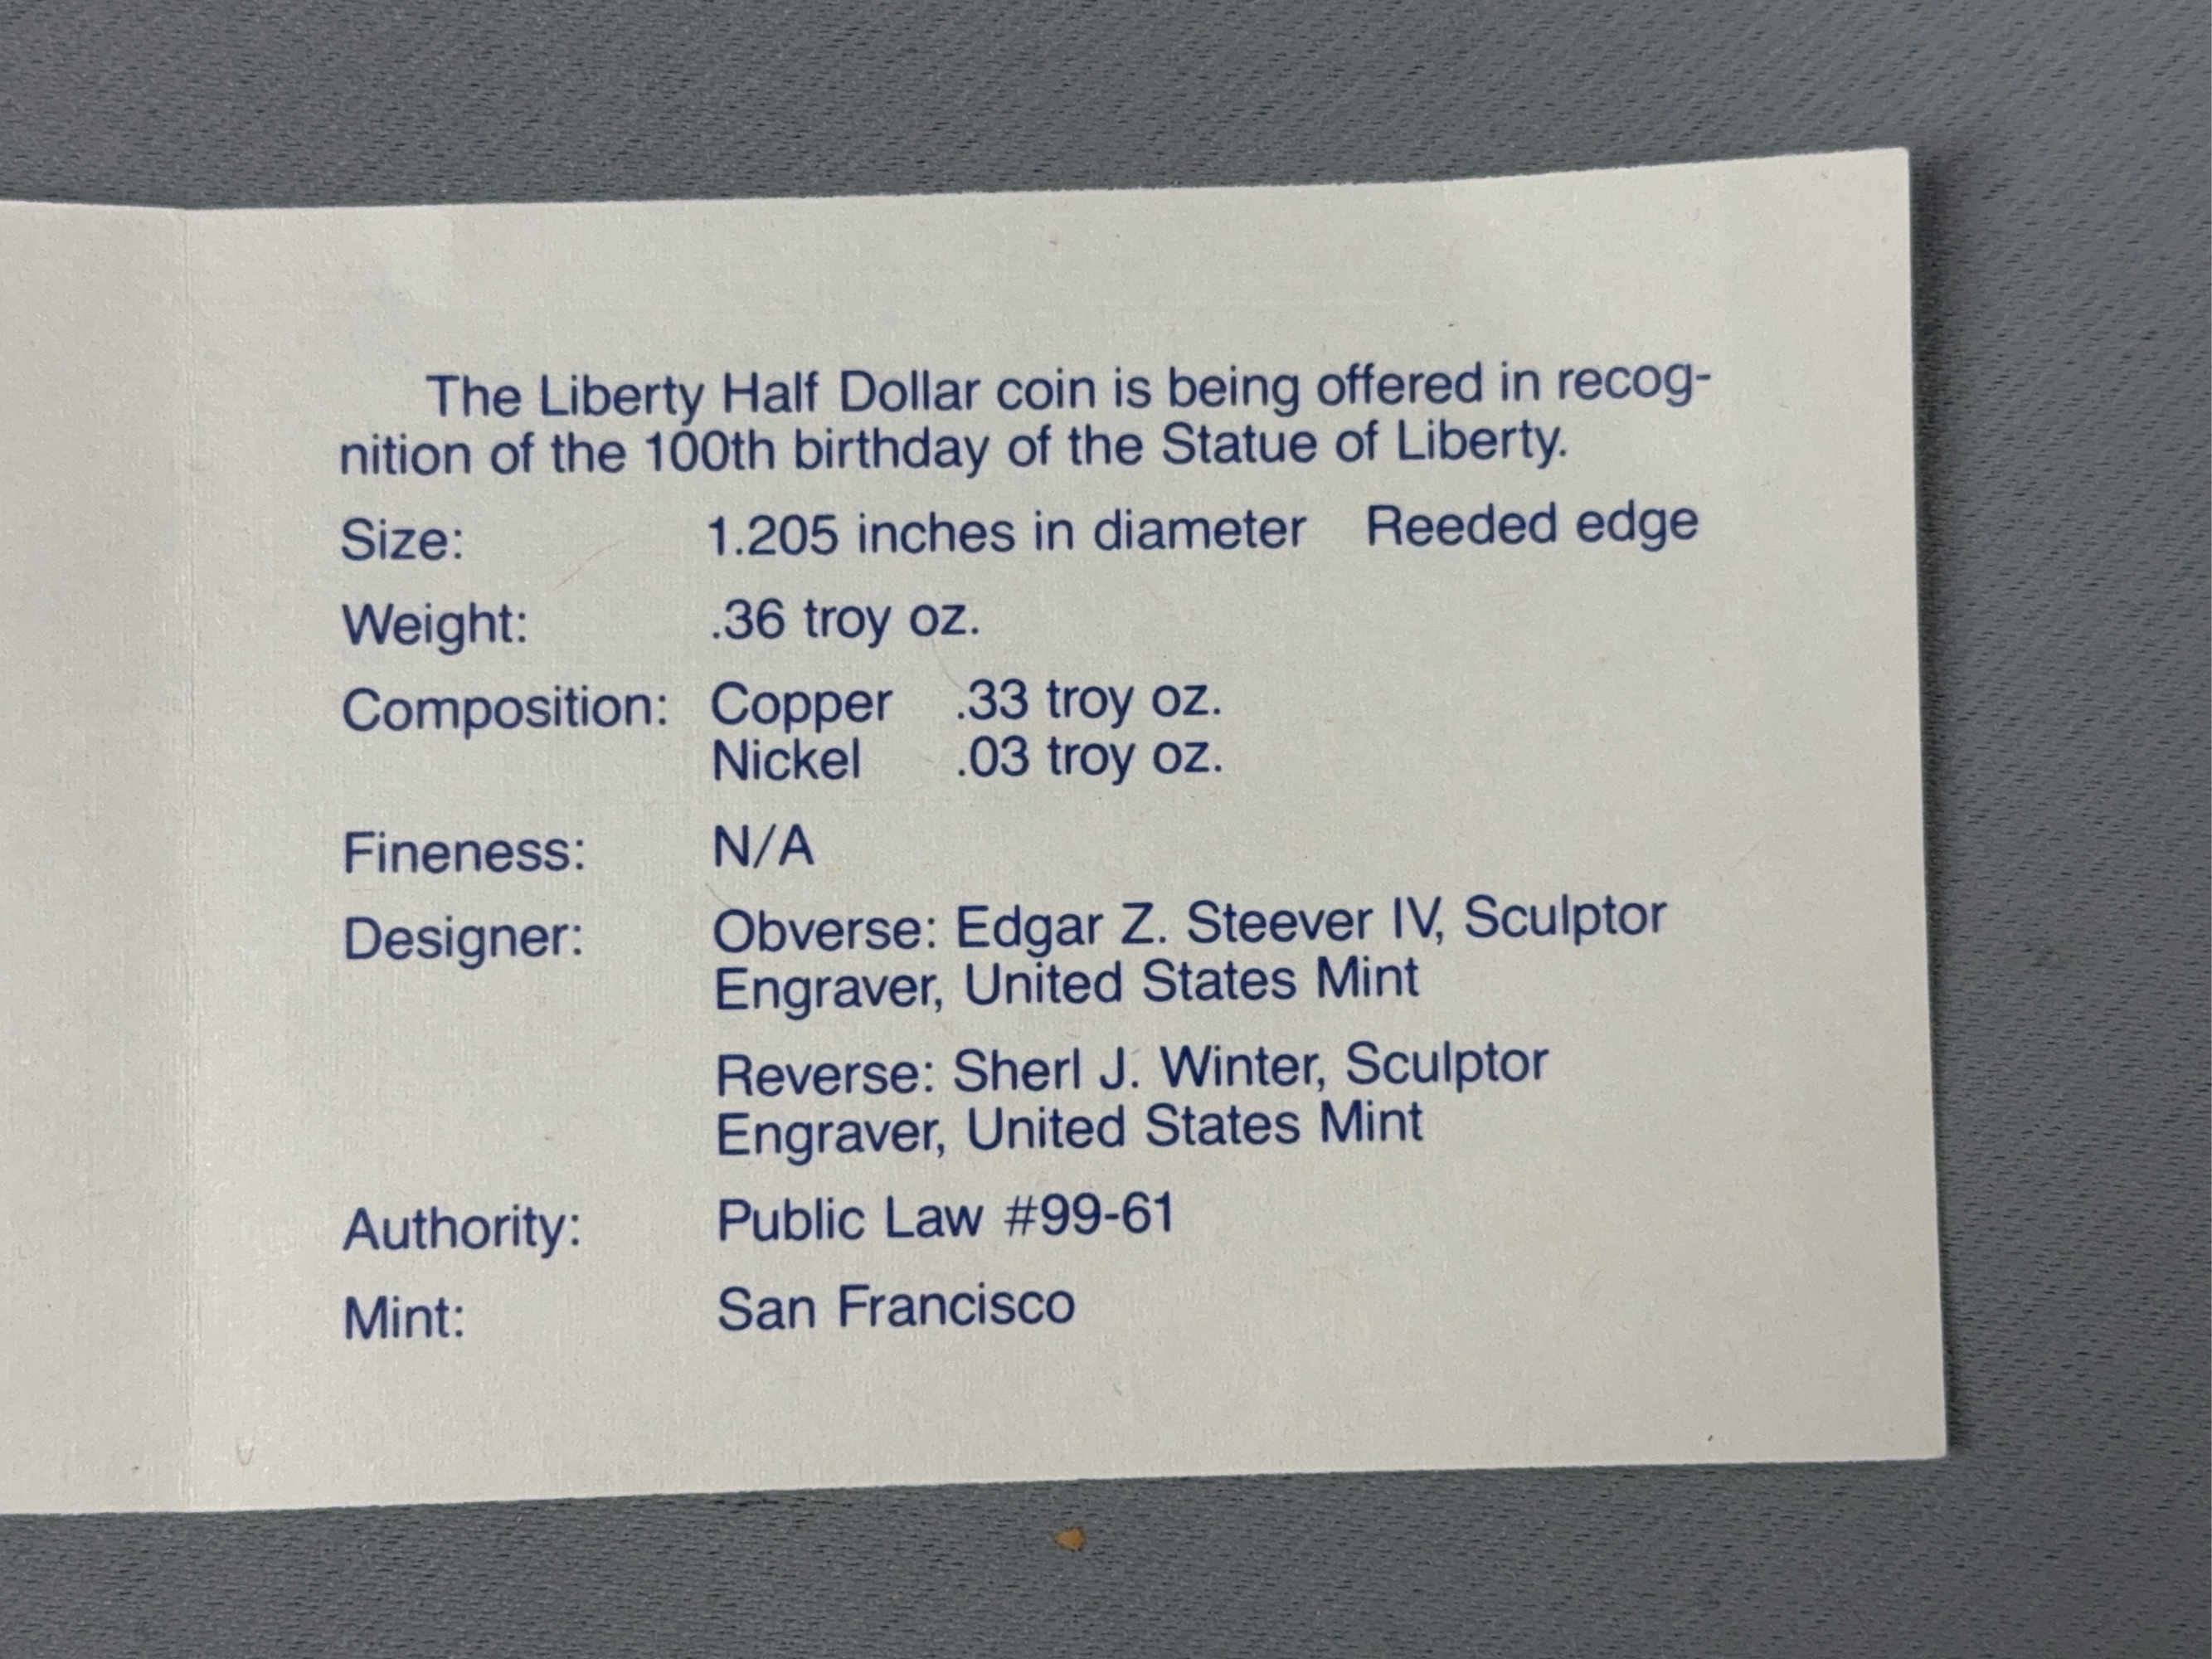 The Liberty Half Dollar coin is being offered in recog-
nition of the 100th birthday of the Statue of Liberty.
Size: 1.205 inches in diameter Reeded edge
Weight: .36 troy oz.
Composition: Copper .33 troy oz.
Nickel .03 troy oz.
Fineness: N/A
Designer: Obverse: Edgar Z. Steever IV, Sculptor
Engraver, United States Mint
Reverse: Sherl J. Winter, Sculptor
Engraver, United States Mint
Authority: Public Law #99-61
Mint: San Francisco